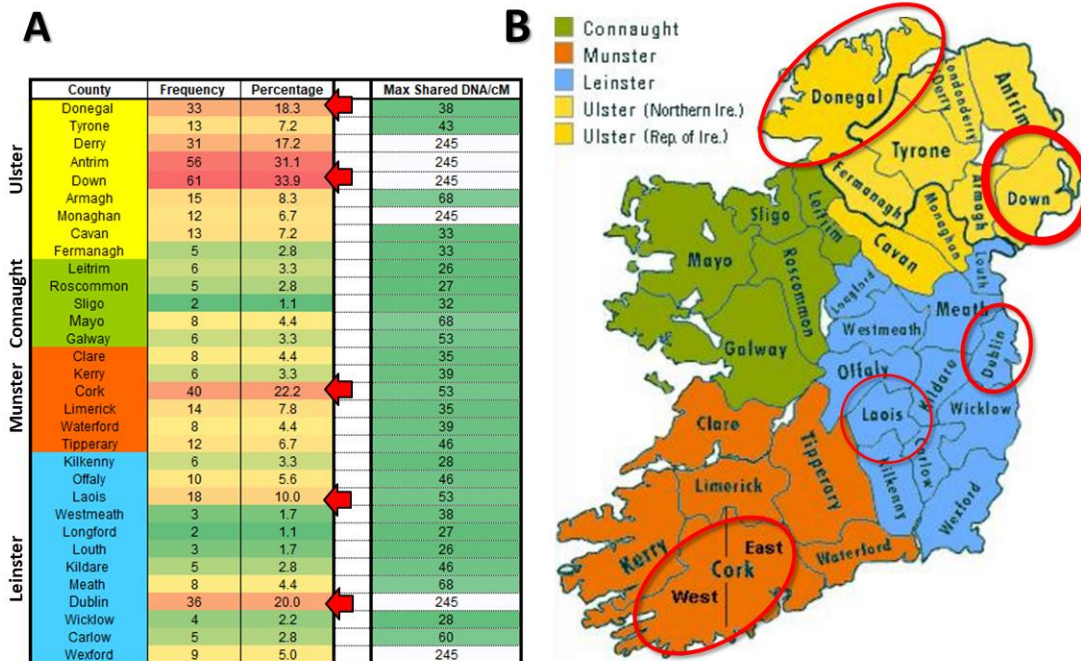 A
County Frequency Percentage Max Shared DNA/cM
Ulster
Donegal 33 18.3 38
Tyrone 13 7.2 43
Derry 31 17.2 245
Antrim 56 31.1 245
Down 61 33.9 245
Armagh 15 8.3 68
Monaghan 12 6.7 245
Cavan 13 7.2 33
Fermanagh 5 2.8 33
Connaught
Leitrim 6 3.3 26
Roscommon 5 2.8 27
Sligo 2 1.1 32
Mayo 8 4.4 68
Galway 6 3.3 53
Munster
Clare 8 4.4 35
Kerry 6 3.3 39
Cork 40 22.2 53
Limerick 14 7.8 35
Waterford 8 4.4 39
Tipperary 12 6.7 46
Leinster
Kilkenny 6 3.3 28
Offaly 10 5.6 46
Laois 18 10.0 53
Westmeath 3 1.7 38
Longford 2 1.1 27
Louth 3 1.7 26
Kildare 5 2.8 46
Meath 8 4.4 68
Dublin 36 20.0 245
Wicklow 4 2.2 28
Carlow 5 2.8 60
Wexford 9 5.0 245
B
Connaught
Munster
Leinster
Ulster (Northern Ire.)
Ulster (Rep. of Ire.)
Donegal
Londonderry
Derry
Antrim
Tyrone
Down
Fermanagh
Armagh
Monaghan
Cavan
Sligo
Leitrim
Mayo
Roscommon
Galway
Louth
Longford
Meath
Westmeath
Dublin
Offaly
Kildare
Laois
Wicklow
Carlow
Kilkenny
Wexford
Clare
Tipperary
Limerick
Kerry
East
Cork
West
Waterford